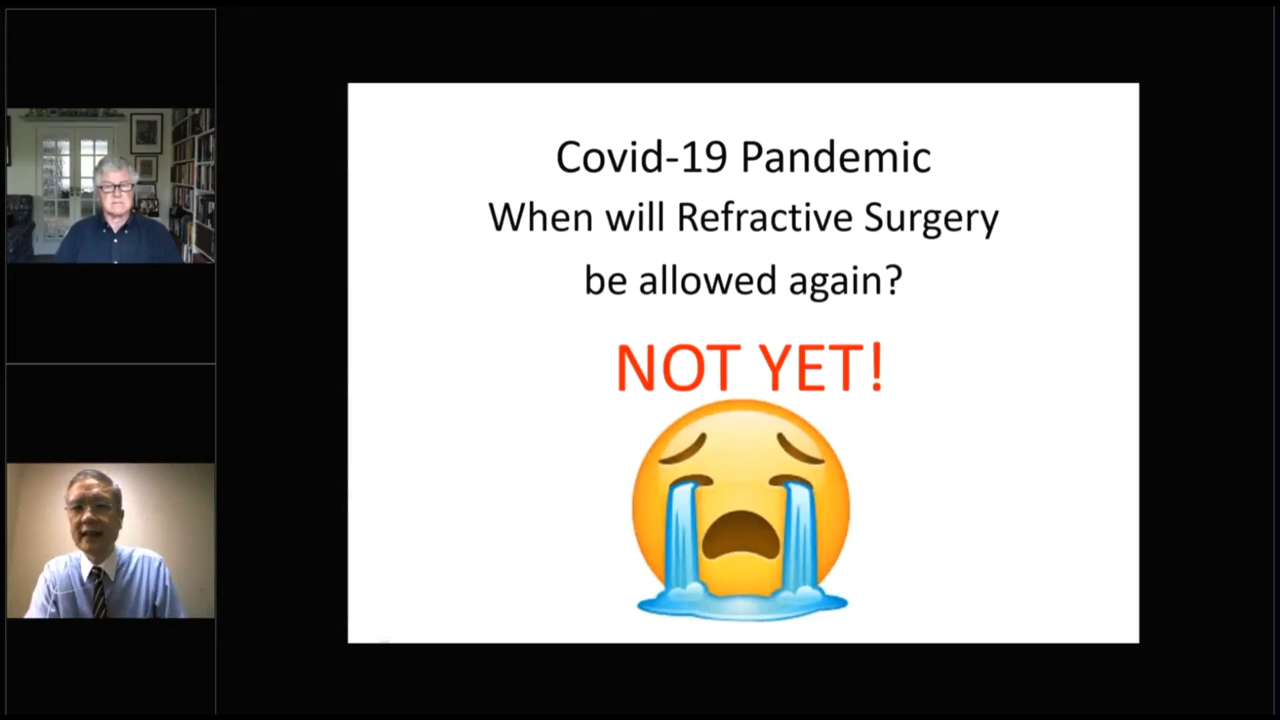 Covid-19 Pandemic
When will Refractive Surgery
be allowed again?
NOT YET!